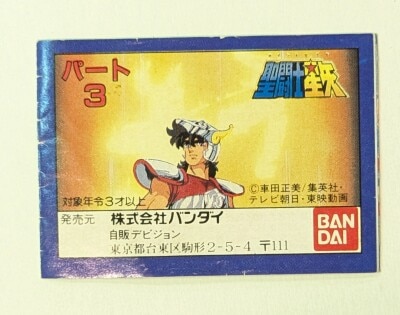 パート
3
聖闘士星矢
©車田正美/集英社・
テレビ朝日・東映動画
対象年令3才以上
発売元 株式会社バンダイ
自販デビジョン
東京都台東区駒形2-5-4 〒111
BAN
DAI